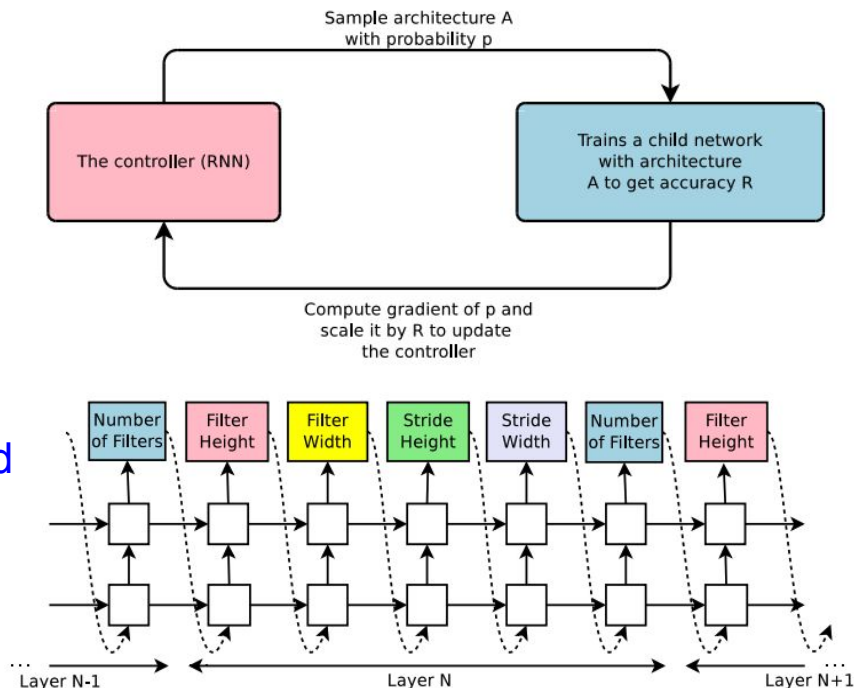 Sample architecture A
with probability p
The controller (RNN)
Trains a child network
with architecture
A to get accuracy R
Compute gradient of p and
scale it by R to update
the controller
Number
of Filters
Filter
Height
Filter
Width
Stride
Height
Stride
Width
Number
of Filters
Filter
Height
d
...
Layer N-1
Layer N
...
Layer N+1